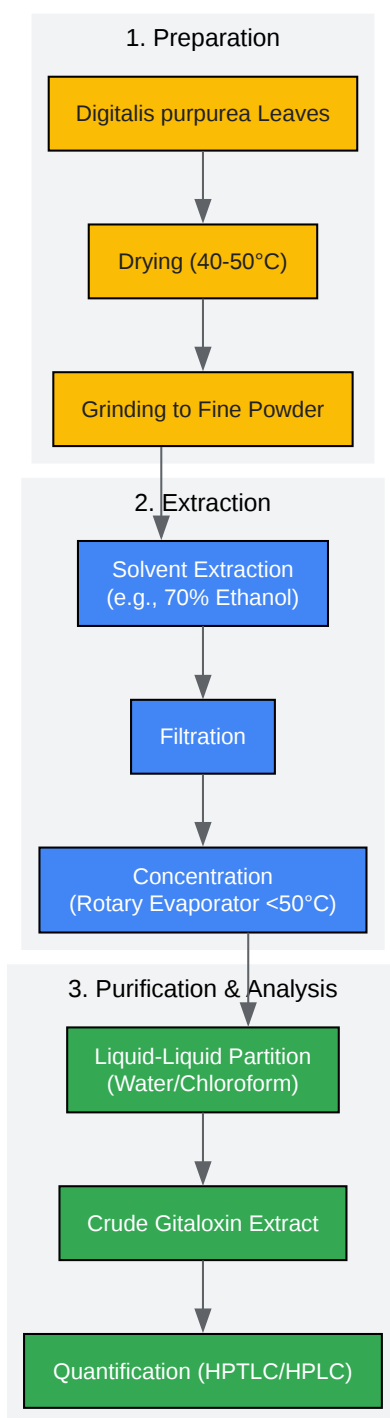 1. Preparation
Digitalis purpurea Leaves
Drying (40-50°C)
Grinding to Fine Powder
2. Extraction
Solvent Extraction
(e.g., 70% Ethanol)
Filtration
Concentration
(Rotary Evaporator <50°C)
3. Purification & Analysis
Liquid-Liquid Partition
(Water/Chloroform)
Crude Gitaloxin Extract
Quantification (HPTLC/HPLC)